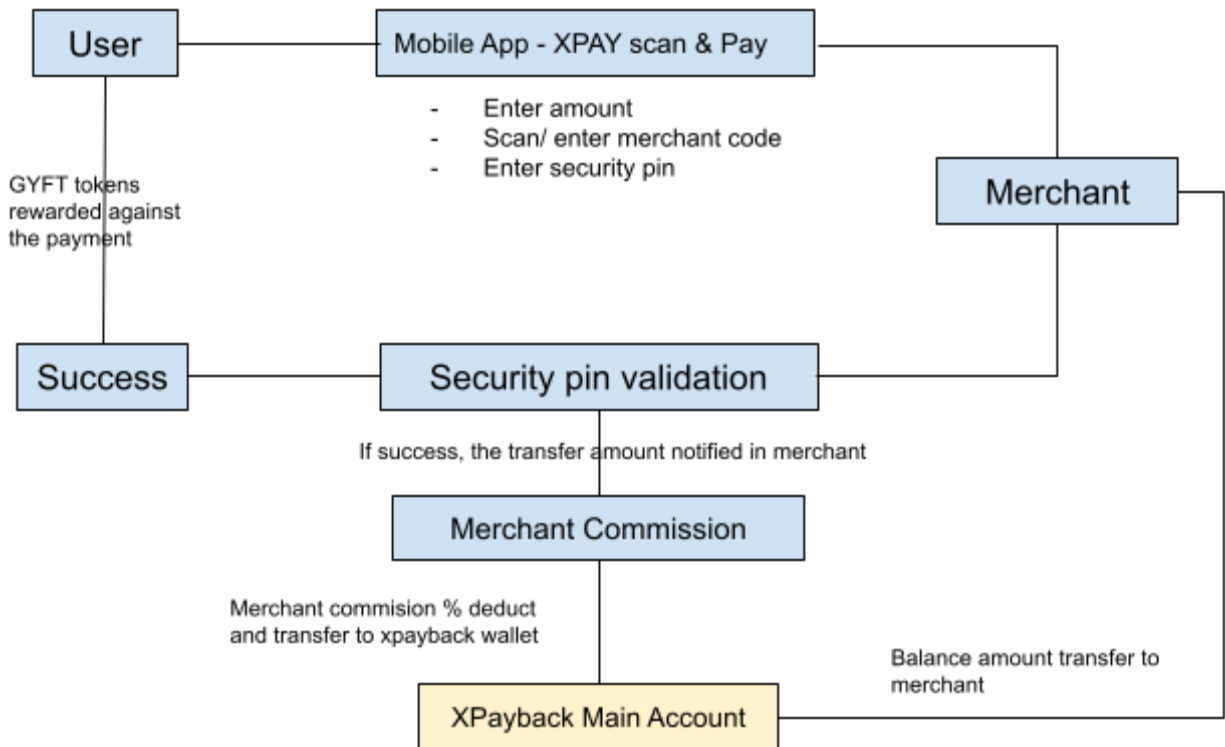 User
Mobile App - XPAY scan & Pay
- Enter amount
- Scan/ enter merchant code
- Enter security pin
Merchant
GYFT tokens
rewarded against
the payment
Success
Security pin validation
If success, the transfer amount notified in merchant
Merchant Commission
Merchant commision % deduct
and transfer to xpayback wallet
Balance amount transfer to
merchant
XPayback Main Account